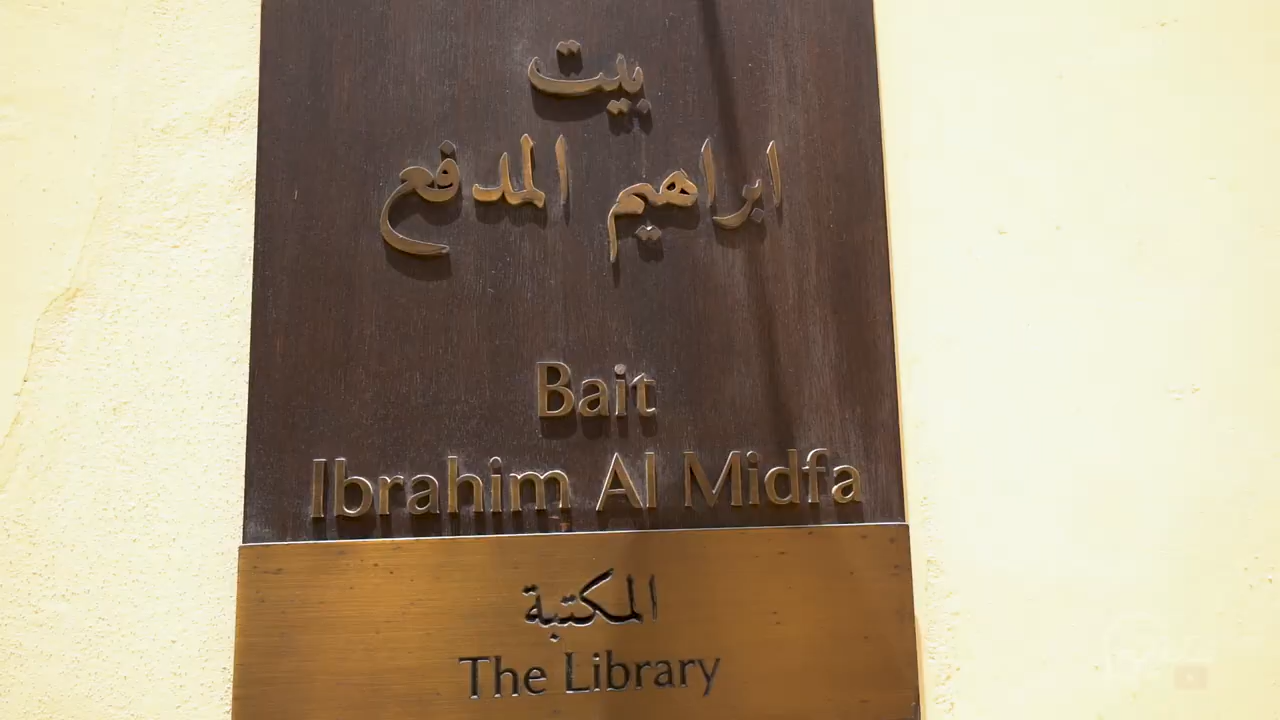 بيت
ابراهيم المدفع
Bait
Ibrahim Al Midfa
المكتبة
The Library